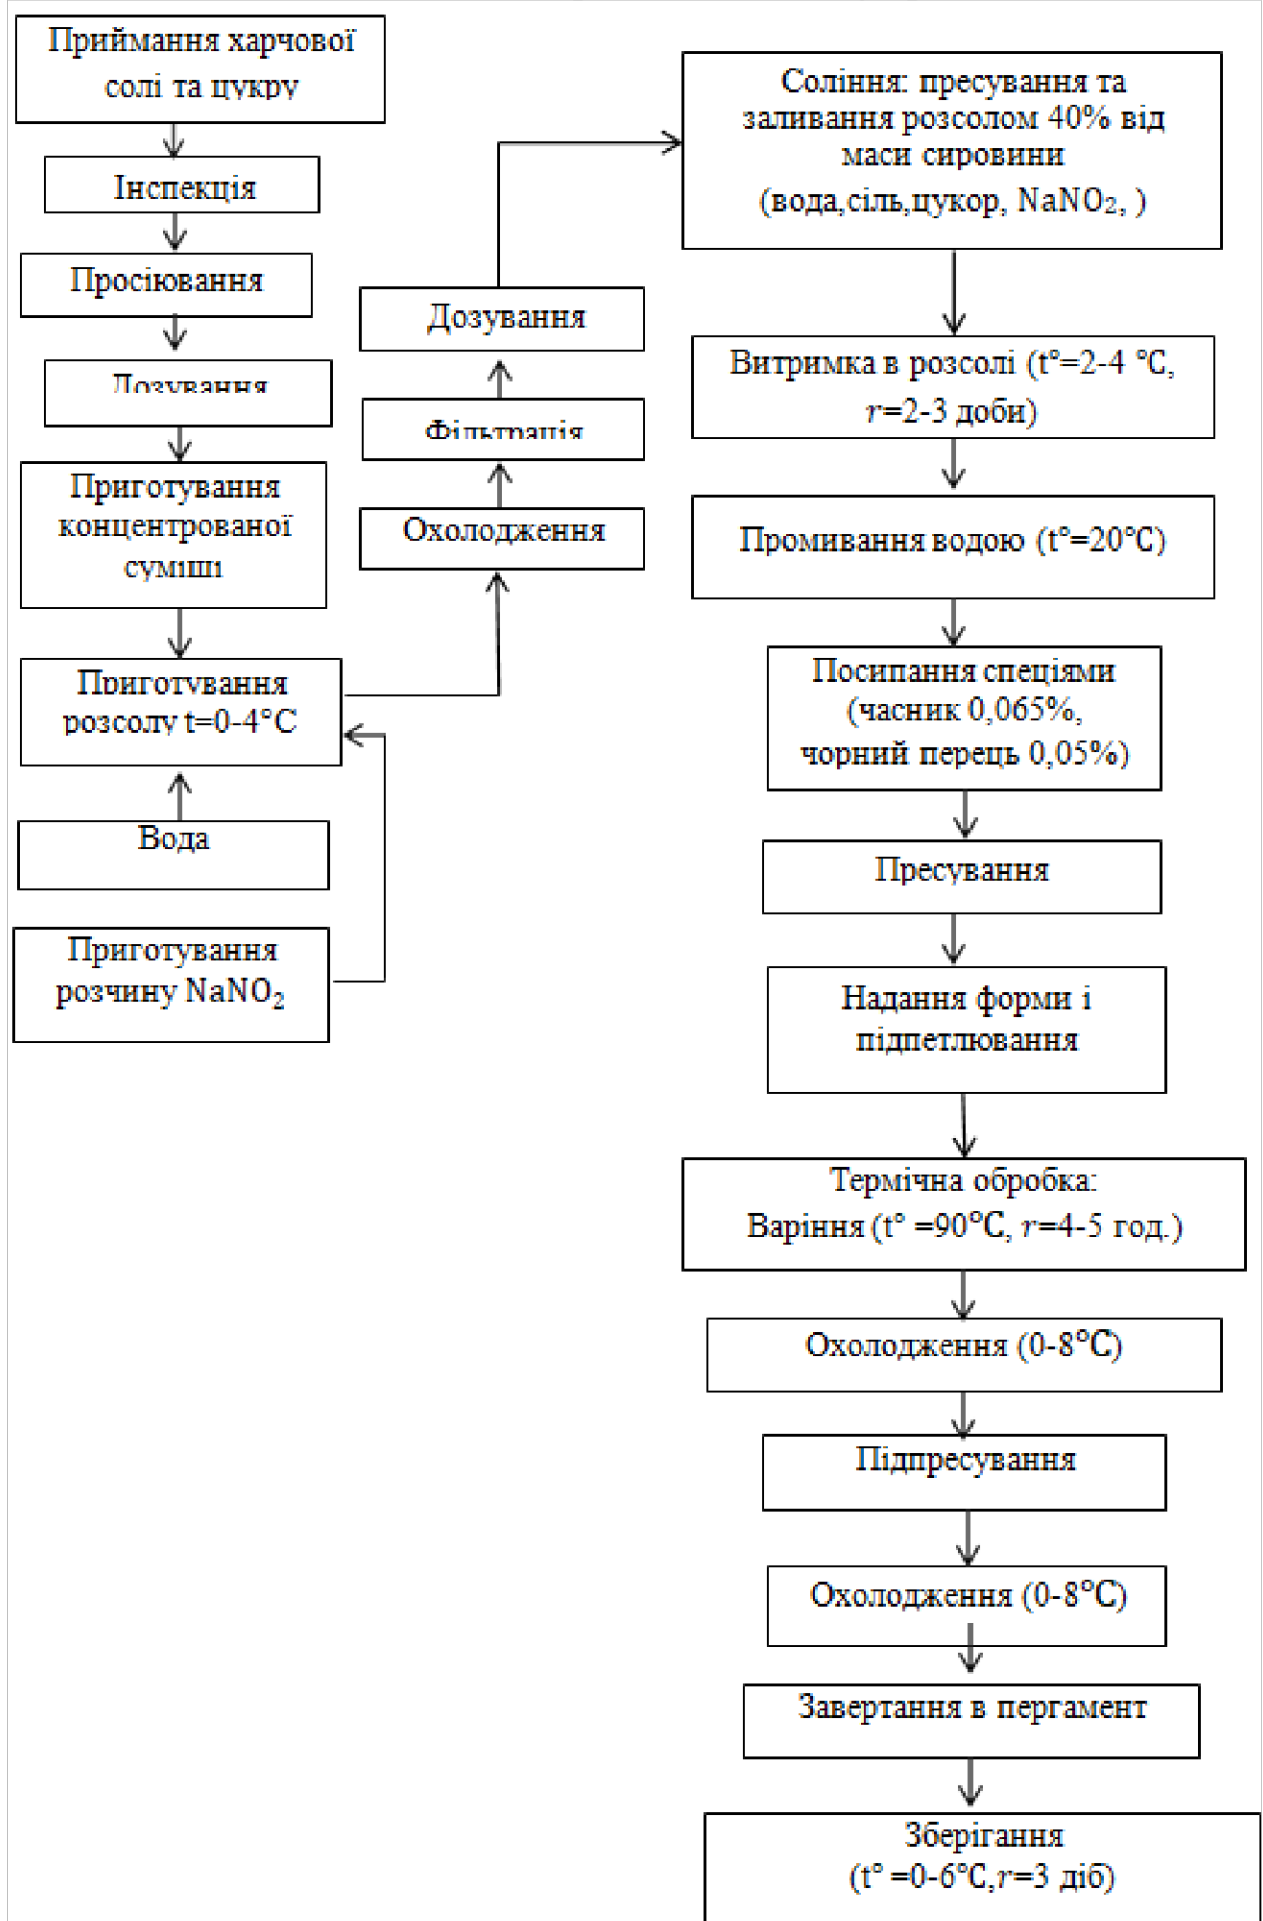 Приймання харчової
солі та цукру
Інспекція
Просіювання
Дозування
Приготування
концентрованої
суміші
Приготування
розсолу t=0-4°C
Вода
Приготування
розчину NaNO₂
Охолодження
Фільтрація
Дозування
Соління: пресування та
заливання розсолом 40% від
маси сировини
(вода,сіль,цукор, NaNO₂, )
Витримка в розсолі (t°=2-4 °C,
r=2-3 доби)
Промивання водою (t°=20°C)
Посипання спеціями
(часник 0,065%,
чорний перець 0,05%)
Пресування
Надання форми і
підпетлювання
Термічна обробка:
Варіння (t° =90°C, r=4-5 год.)
Охолодження (0-8°C)
Підпресування
Охолодження (0-8°C)
Завертання в пергамент
Зберігання
(t° =0-6°C,r=3 діб)